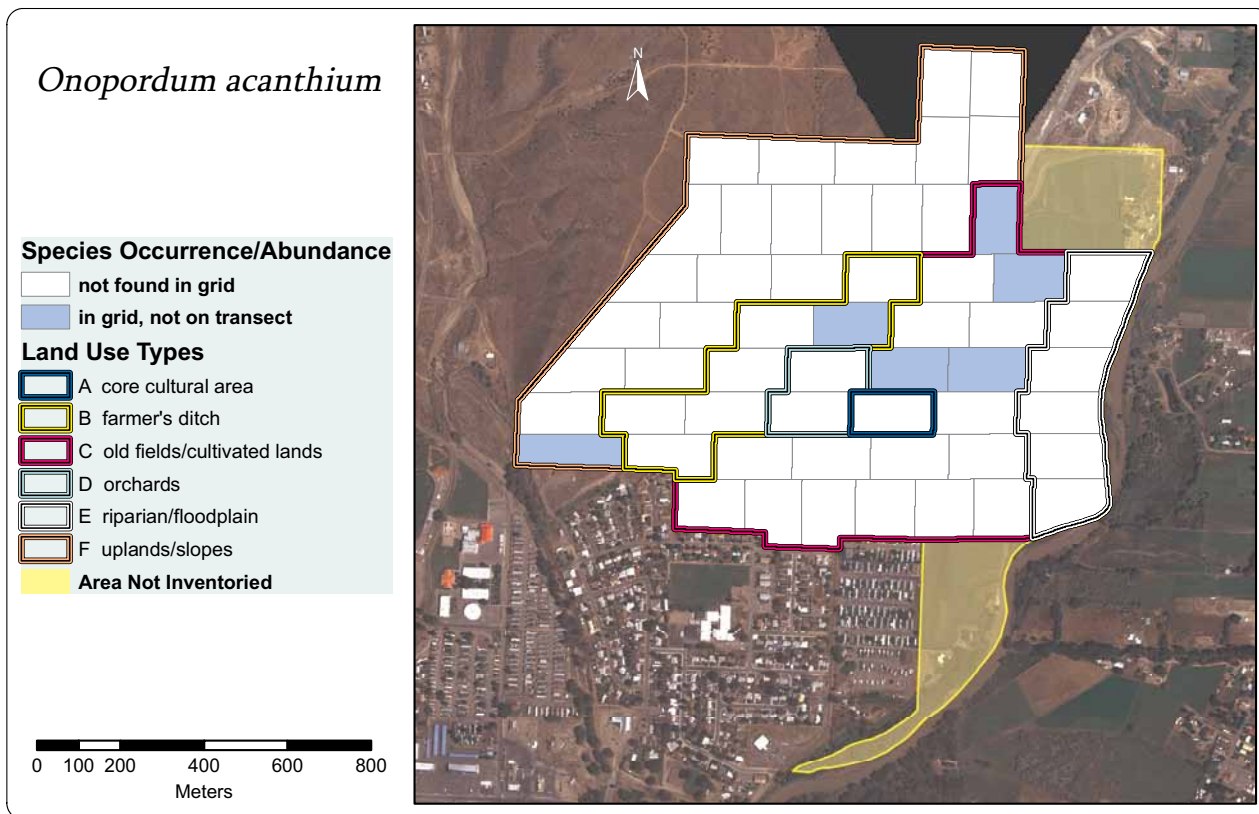 Onopordum acanthium
Species Occurrence/Abundance
not found in grid
in grid, not on transect
Land Use Types
A core cultural area
B farmer's ditch
C old fields/cultivated lands
D orchards
E riparian/floodplain
F uplands/slopes
Area Not Inventoried
0 100 200 400 600 800
Meters
N